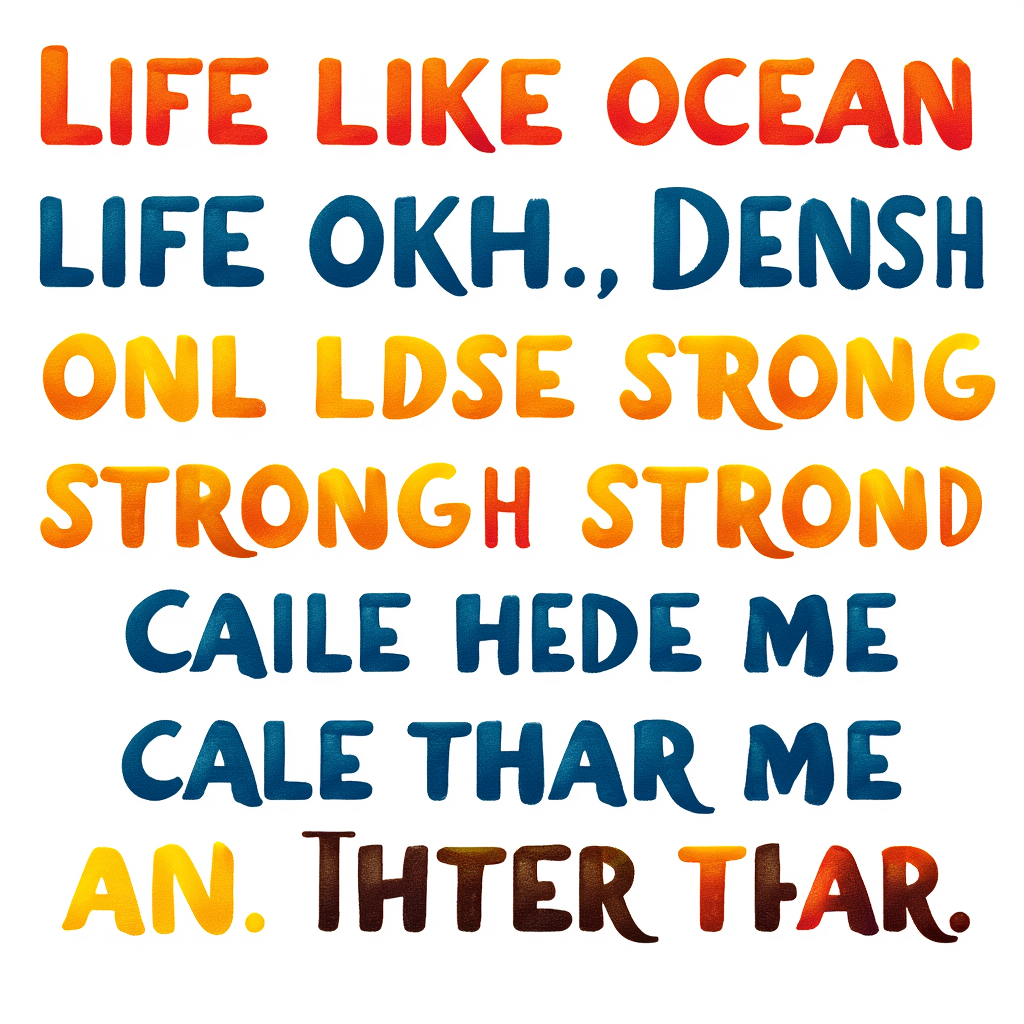 LIFE LIKE OCEAN
LIFE OKH., DENSH
ONL LDSE STRONG
STRONGH STROND
CAILE HEDE ME
CALE THAR ME
AN. THTER THAR.